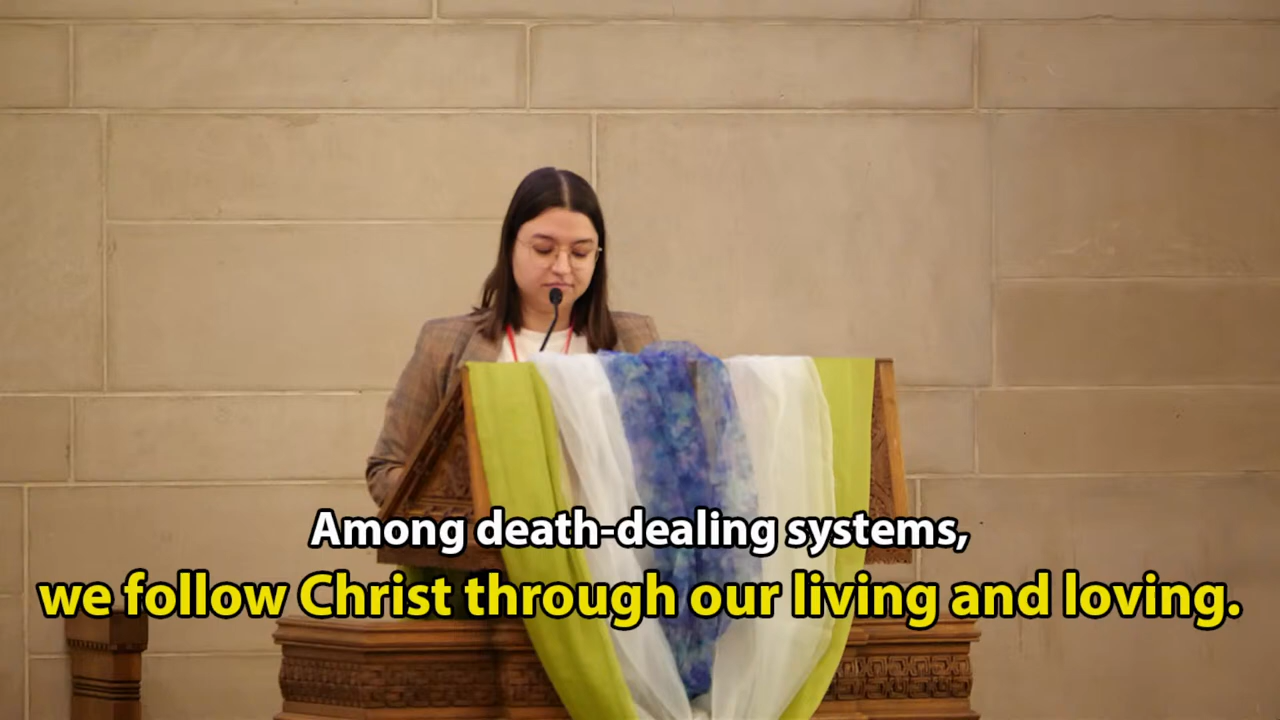 Among death-dealing systems,
we follow Christ through our living and loving.